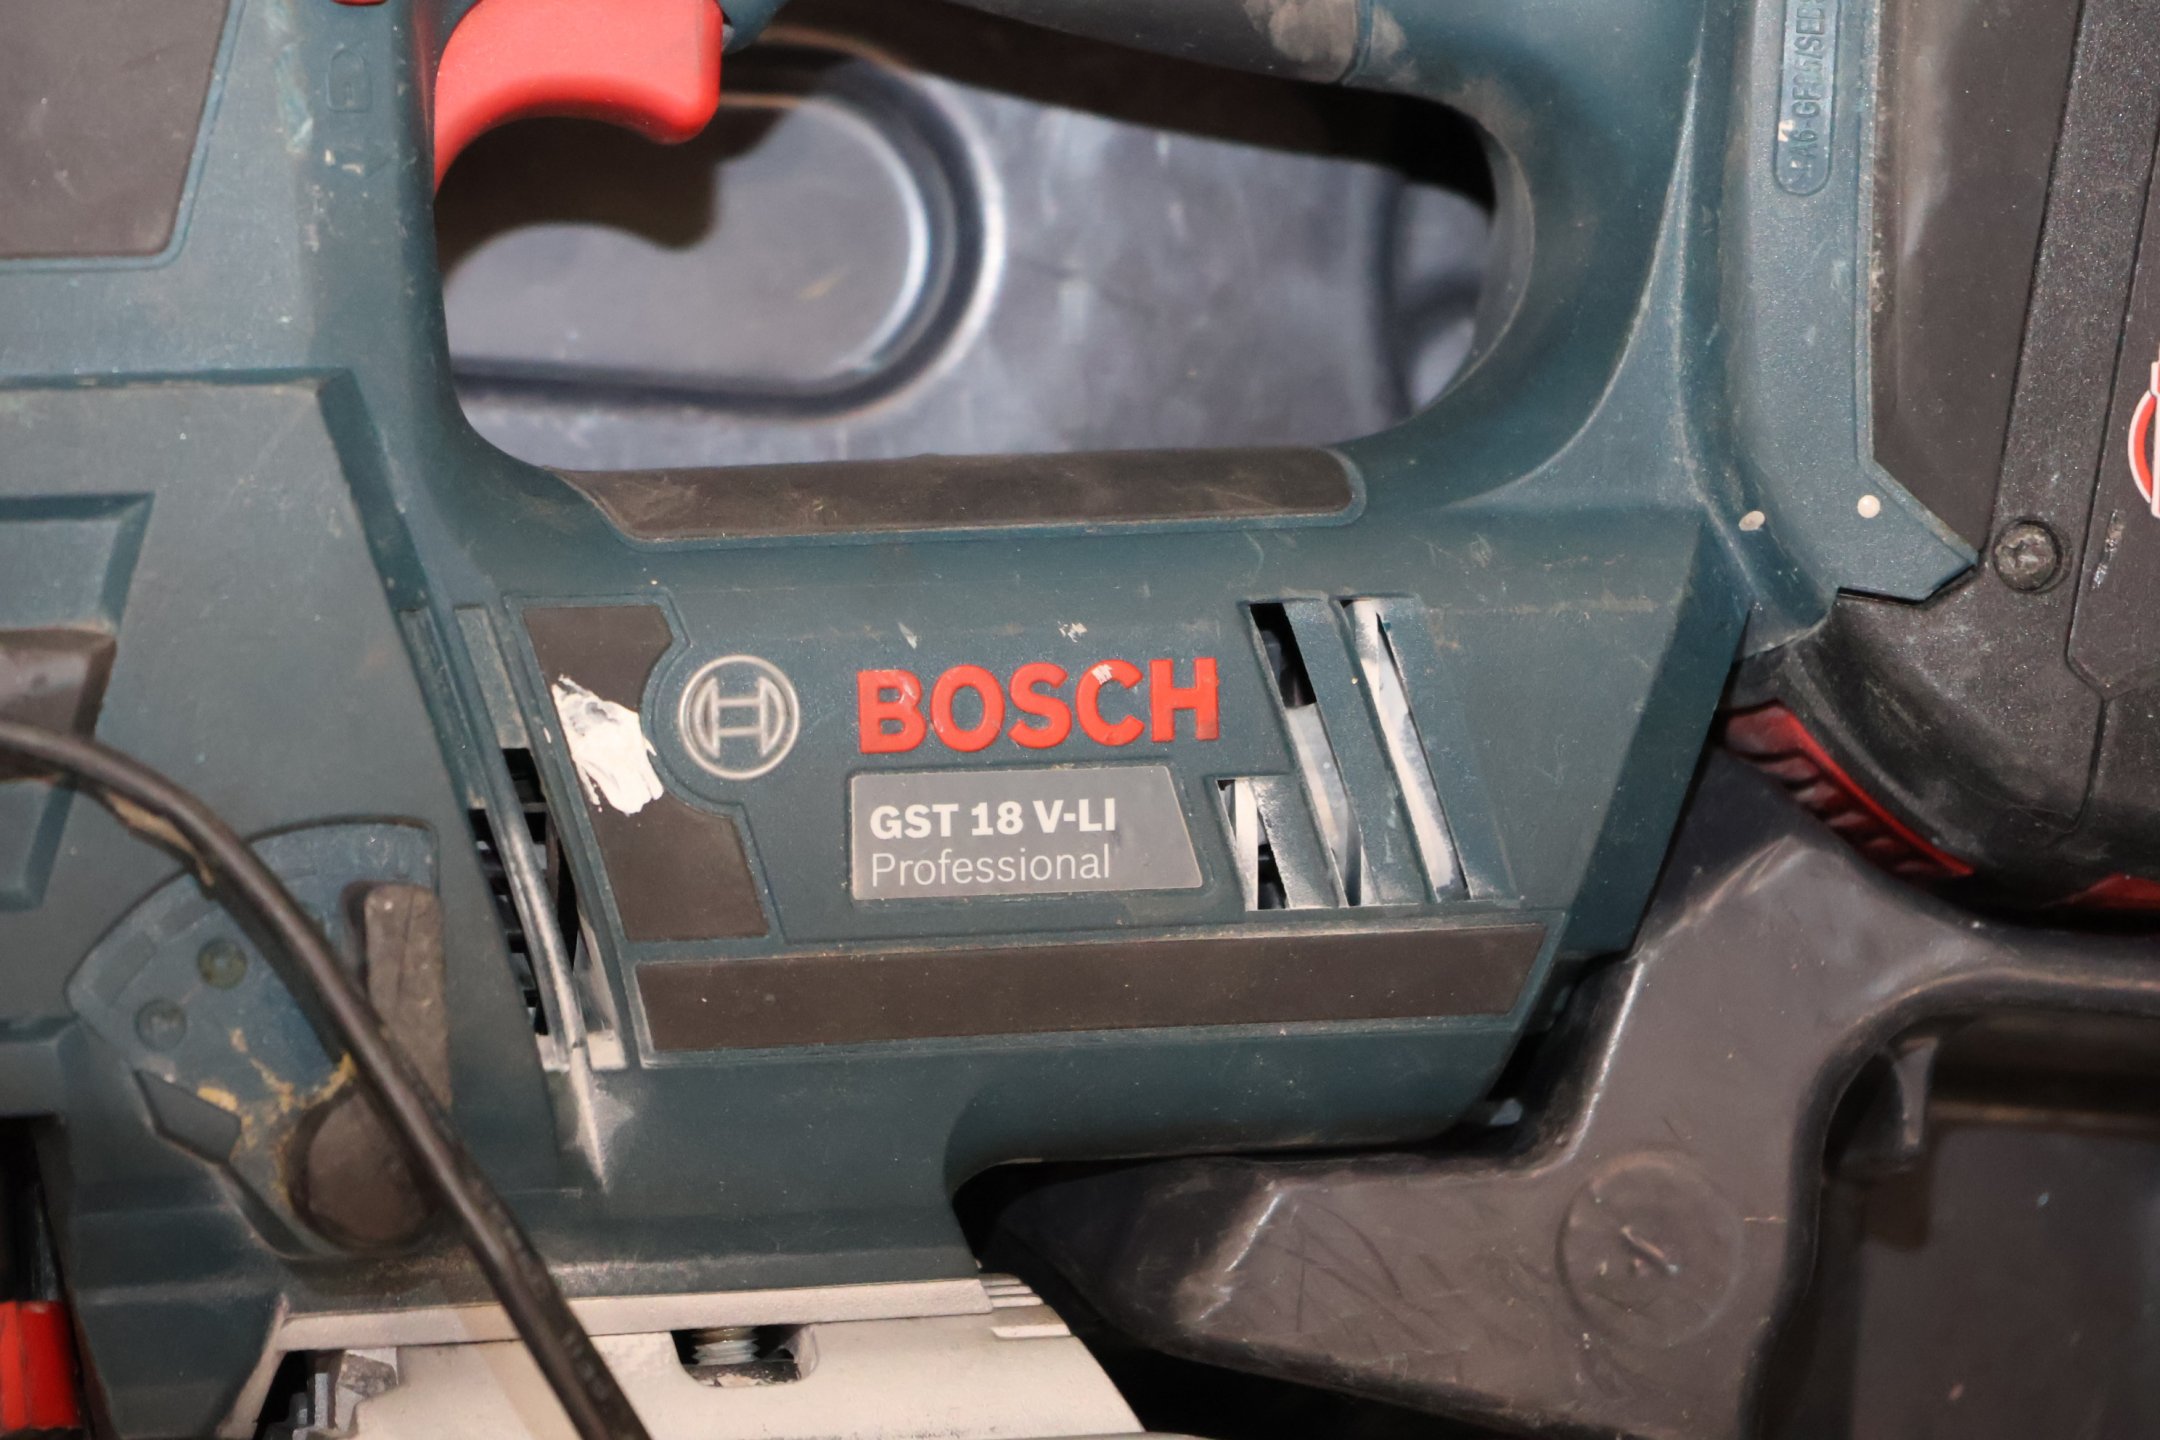 BOSCH
GST 18 V-LI
Professional